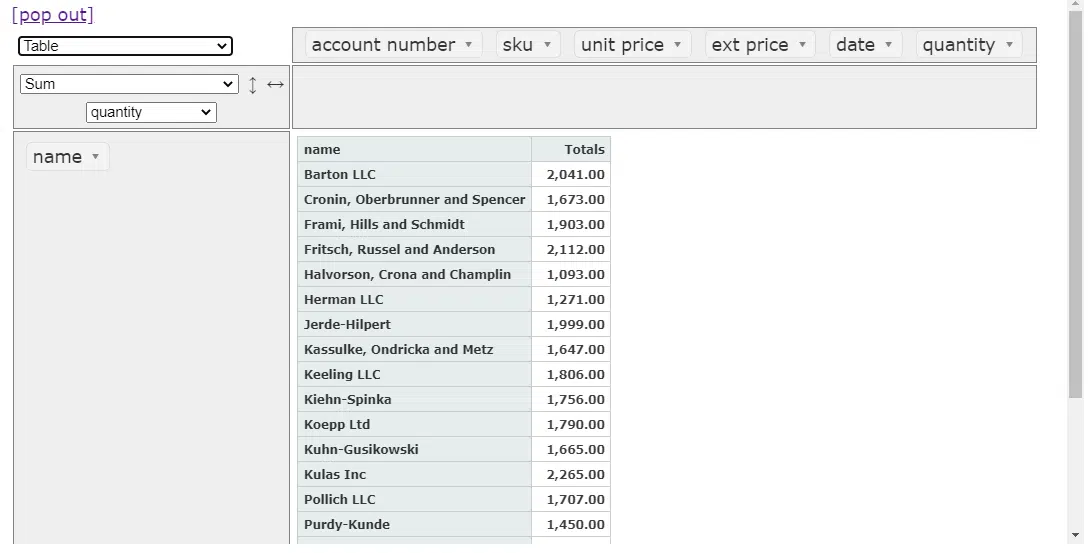 [pop out]
Table
account number ▾ sku ▾ unit price ▾ ext price ▾ date ▾ quantity ▾
Sum ↕ ↔
quantity
name ▾
name Totals
Barton LLC 2,041.00
Cronin, Oberbrunner and Spencer 1,673.00
Frami, Hills and Schmidt 1,903.00
Fritsch, Russel and Anderson 2,112.00
Halvorson, Crona and Champlin 1,093.00
Herman LLC 1,271.00
Jerde-Hilpert 1,999.00
Kassulke, Ondricka and Metz 1,647.00
Keeling LLC 1,806.00
Kiehn-Spinka 1,756.00
Koepp Ltd 1,790.00
Kuhn-Gusikowski 1,665.00
Kulas Inc 2,265.00
Pollich LLC 1,707.00
Purdy-Kunde 1,450.00